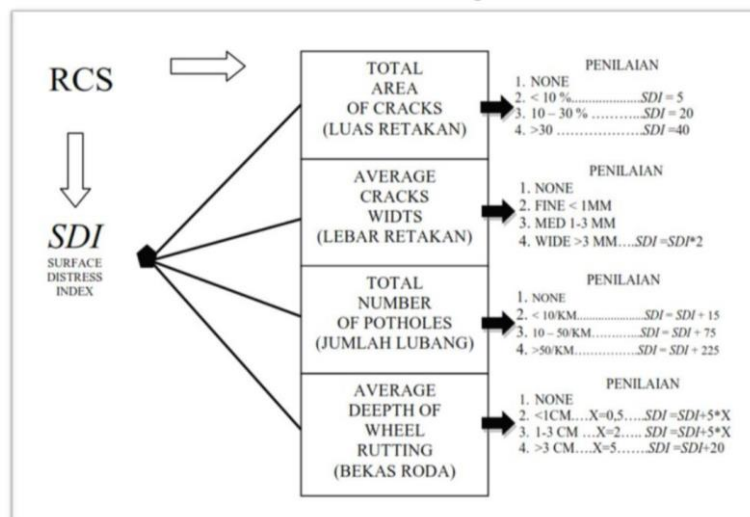 RCS
SDI
SURFACE
DISTRESS
INDEX
TOTAL
AREA
OF CRACKS
(LUAS RETAKAN)
PENILAIAN
1. NONE
2. < 10 %......................SDI = 5
3. 10 – 30 % ………...SDI = 20
4. >30 ………………SDI =40
AVERAGE
CRACKS
WIDTS
(LEBAR RETAKAN)
PENILAIAN
1. NONE
2. FINE < 1MM
3. MED 1-3 MM
4. WIDE >3 MM….SDI =SDI*2
TOTAL
NUMBER
OF POTHOLES
(JUMLAH LUBANG)
PENILAIAN
1. NONE
2. < 10/KM.............................SDI = SDI + 15
3. 10 – 50/KM……………SDI = SDI + 75
4. >50/KM………………SDI = SDI + 225
AVERAGE
DEEPTH OF
WHEEL
RUTTING
(BEKAS RODA)
PENILAIAN
1. NONE
2. <1CM….X=0,5…..SDI =SDI+5*X
3. 1-3 CM …X=2….. SDI =SDI+5*X
4. >3 CM….X=5……SDI =SDI+20